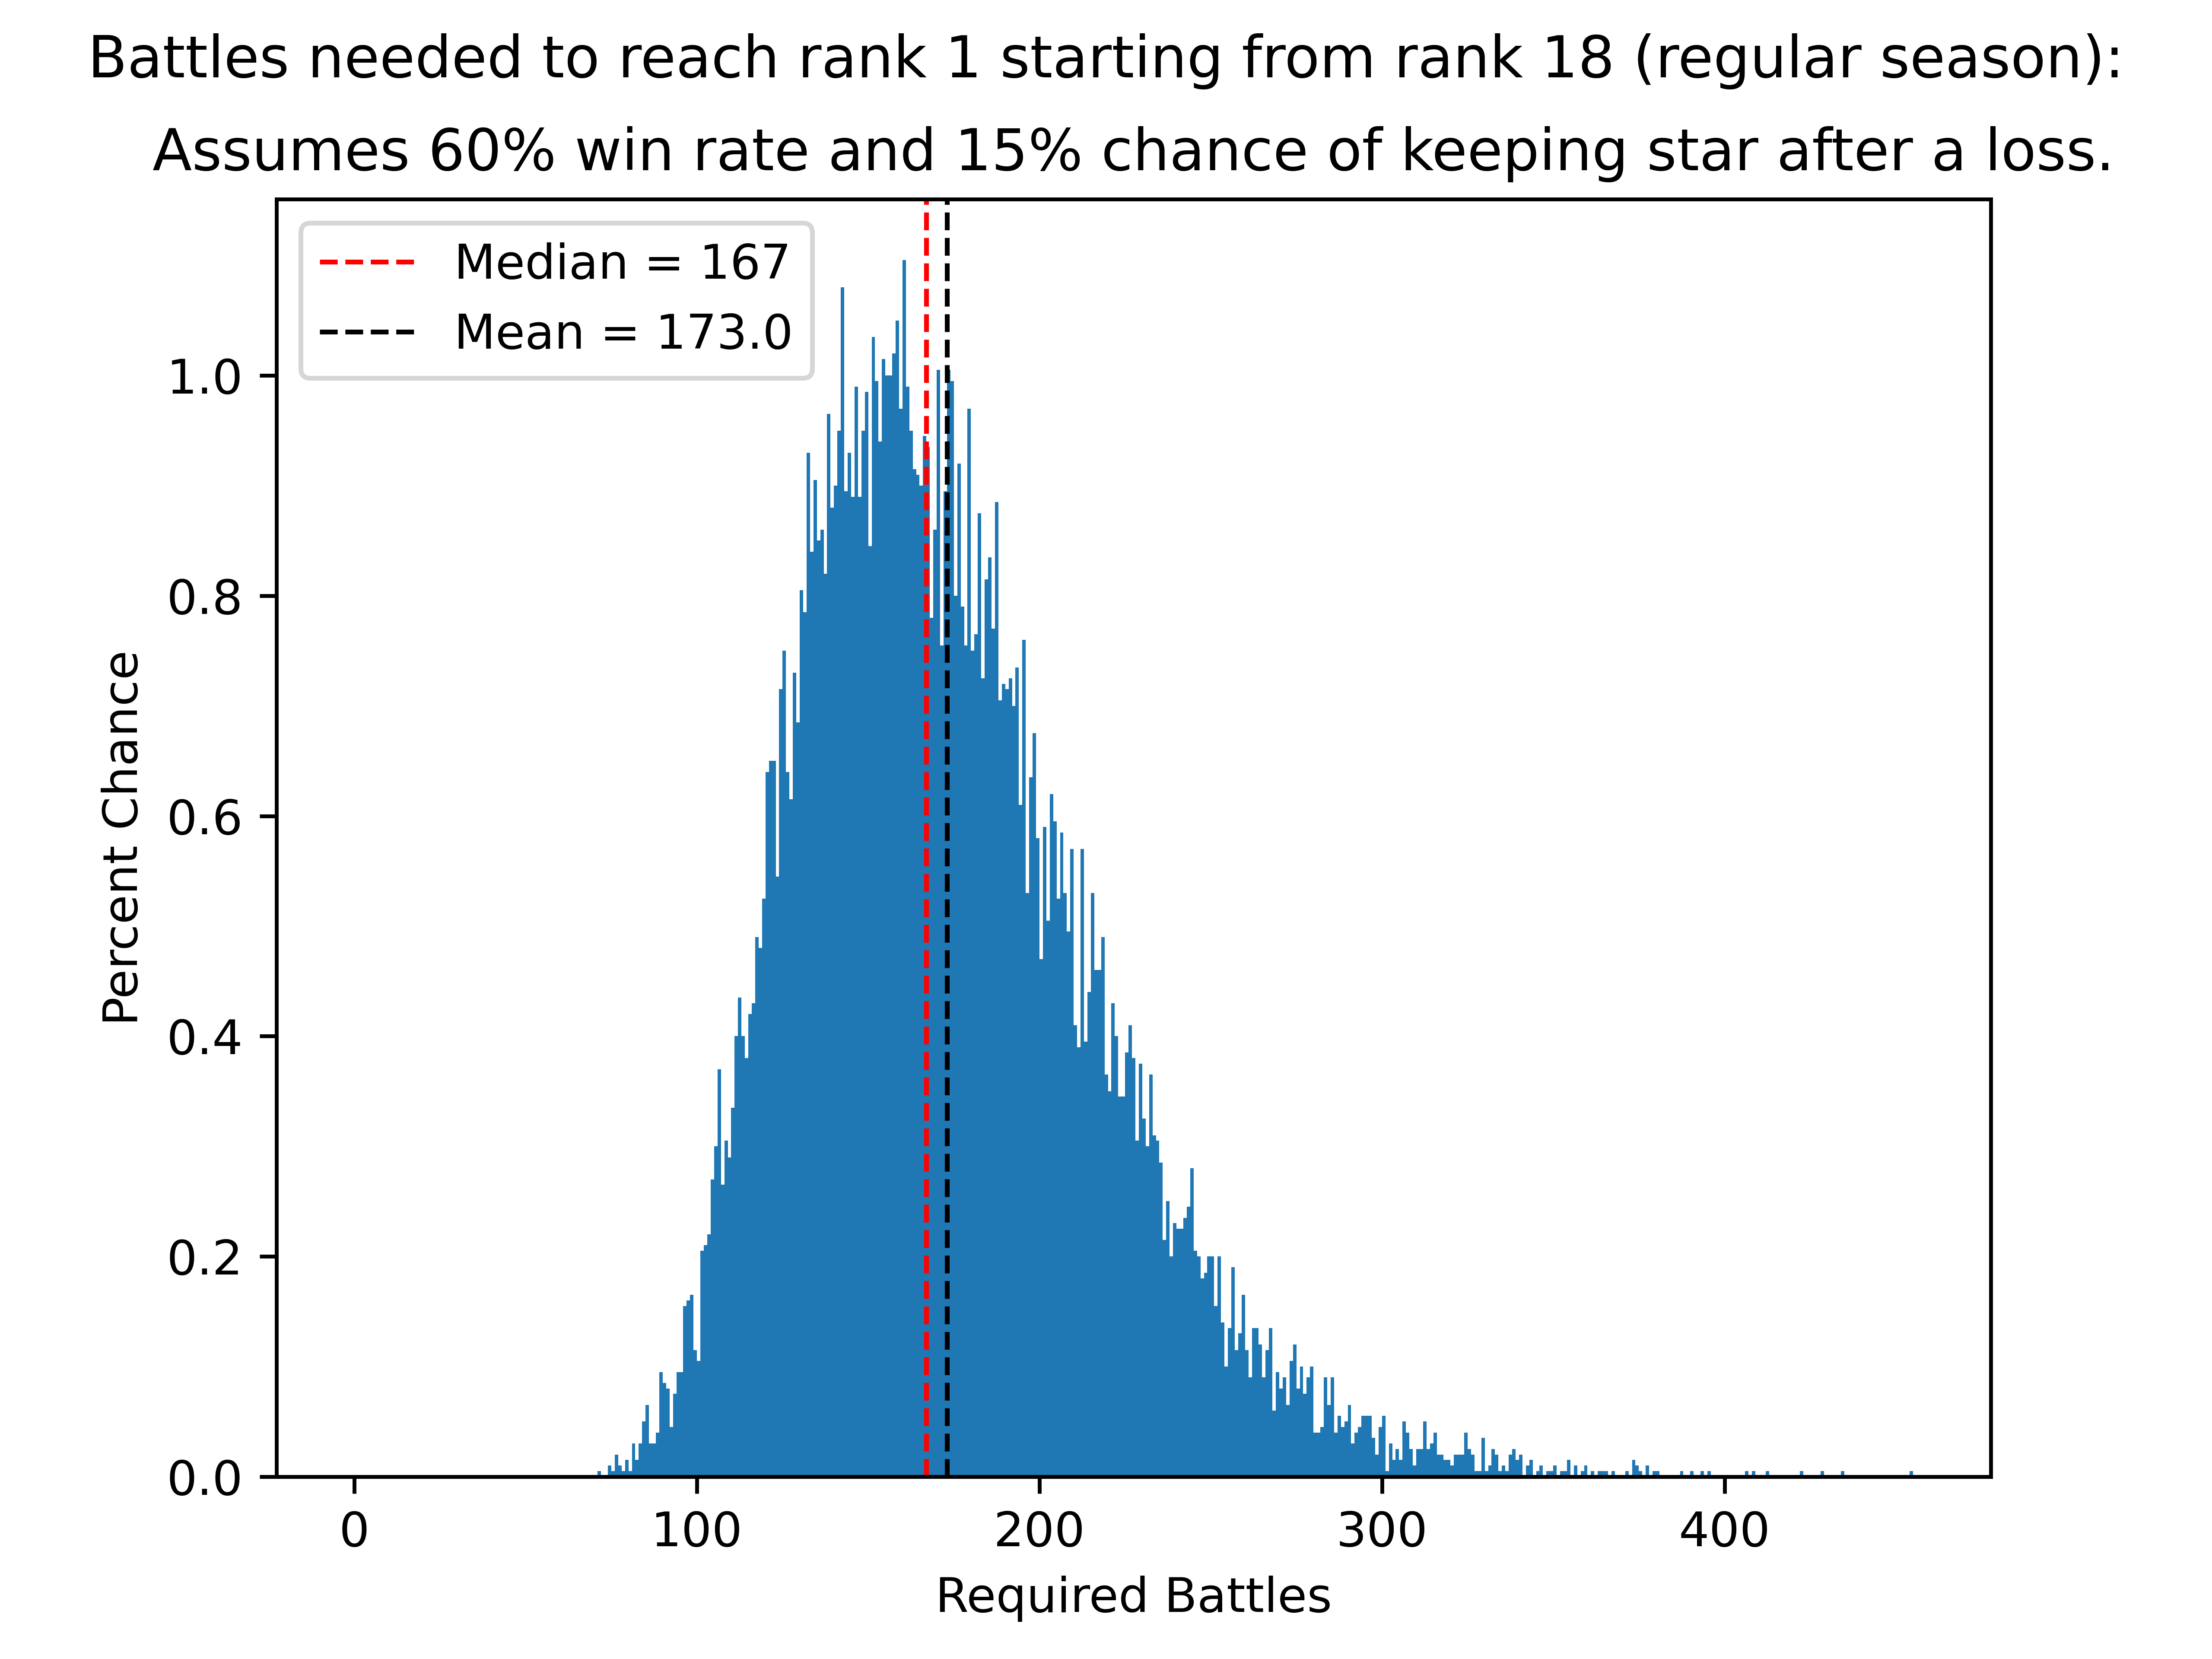 Battles needed to reach rank 1 starting from rank 18 (regular season):
Assumes 60% win rate and 15% chance of keeping star after a loss.
Median = 167
Mean = 173.0
1.0
0.8
0.6
0.4
0.2
0.0
Percent Chance
0 100 200 300 400
Required Battles